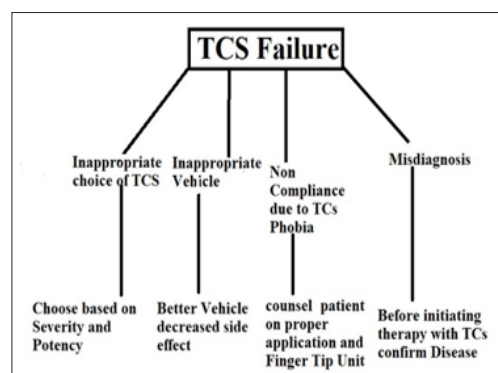 TCS Failure
Inappropriate
choice of TCS
Inappropriate
Vehicle
Non
Compliance
due to TCs
Phobia
Misdiagnosis
Choose based on
Severity and
Potency
Better Vehicle
decreased side
effect
counsel patient
on proper
application and
Finger Tip Unit
Before initiating
therapy with TCs
confirm Disease